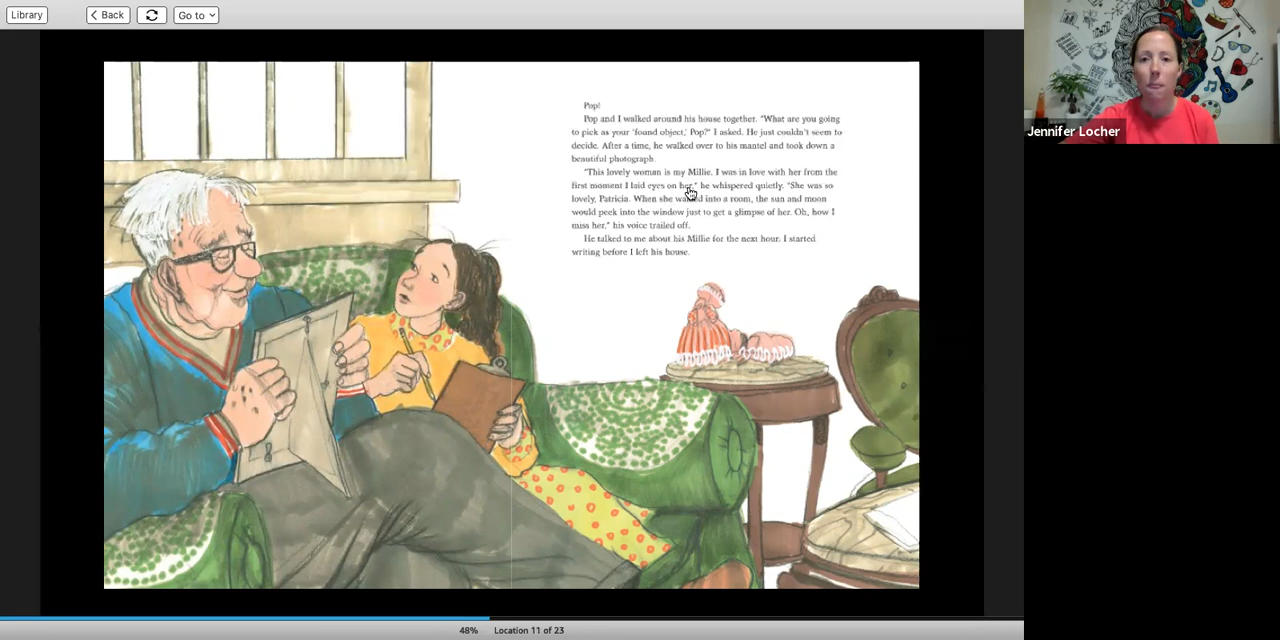 Library
Back
Go to
Pop!
Pop and I walked around his house together. "What are you going
to pick as your 'found object,' Pop?" I asked. He just couldn't seem to
decide. After a time, he walked over to his mantel and took down a
beautiful photograph.
"This lovely woman is my Millie. I was in love with her from the
first moment I laid eyes on her," he whispered quietly. "She was so
lovely, Patricia. When she walked into a room, the sun and moon
would peek into the window just to get a glimpse of her. Oh, how I
miss her," his voice trailed off.
He talked to me about his Millie for the next hour. I started
writing before I left his house.
Jennifer Locher
48%
Location 11 of 23